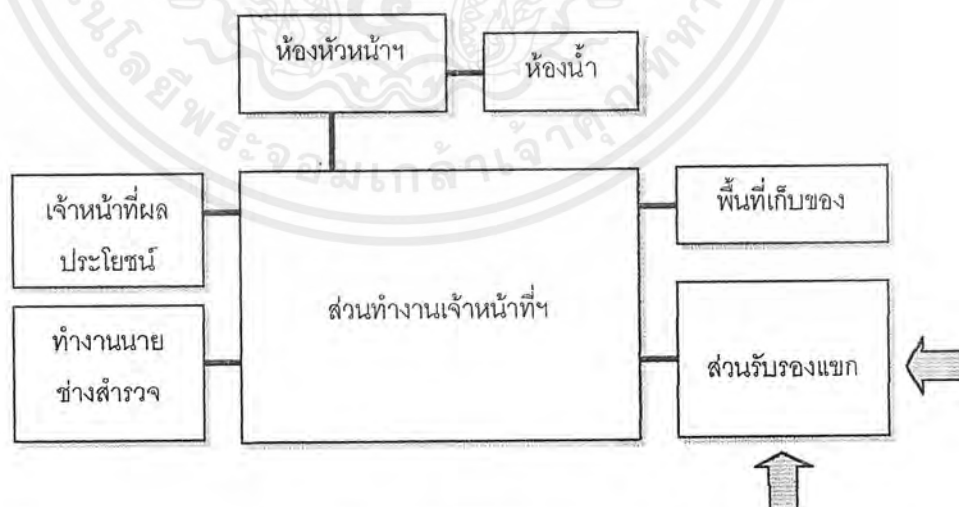 ห้องหัวหน้าฯ
ห้องน้ำ
เจ้าหน้าที่ผล
ประโยชน์
พื้นที่เก็บของ
ส่วนทำงานเจ้าหน้าที่ฯ
ทำงานนาย
ช่างสำรวจ
ส่วนรับรองแขก